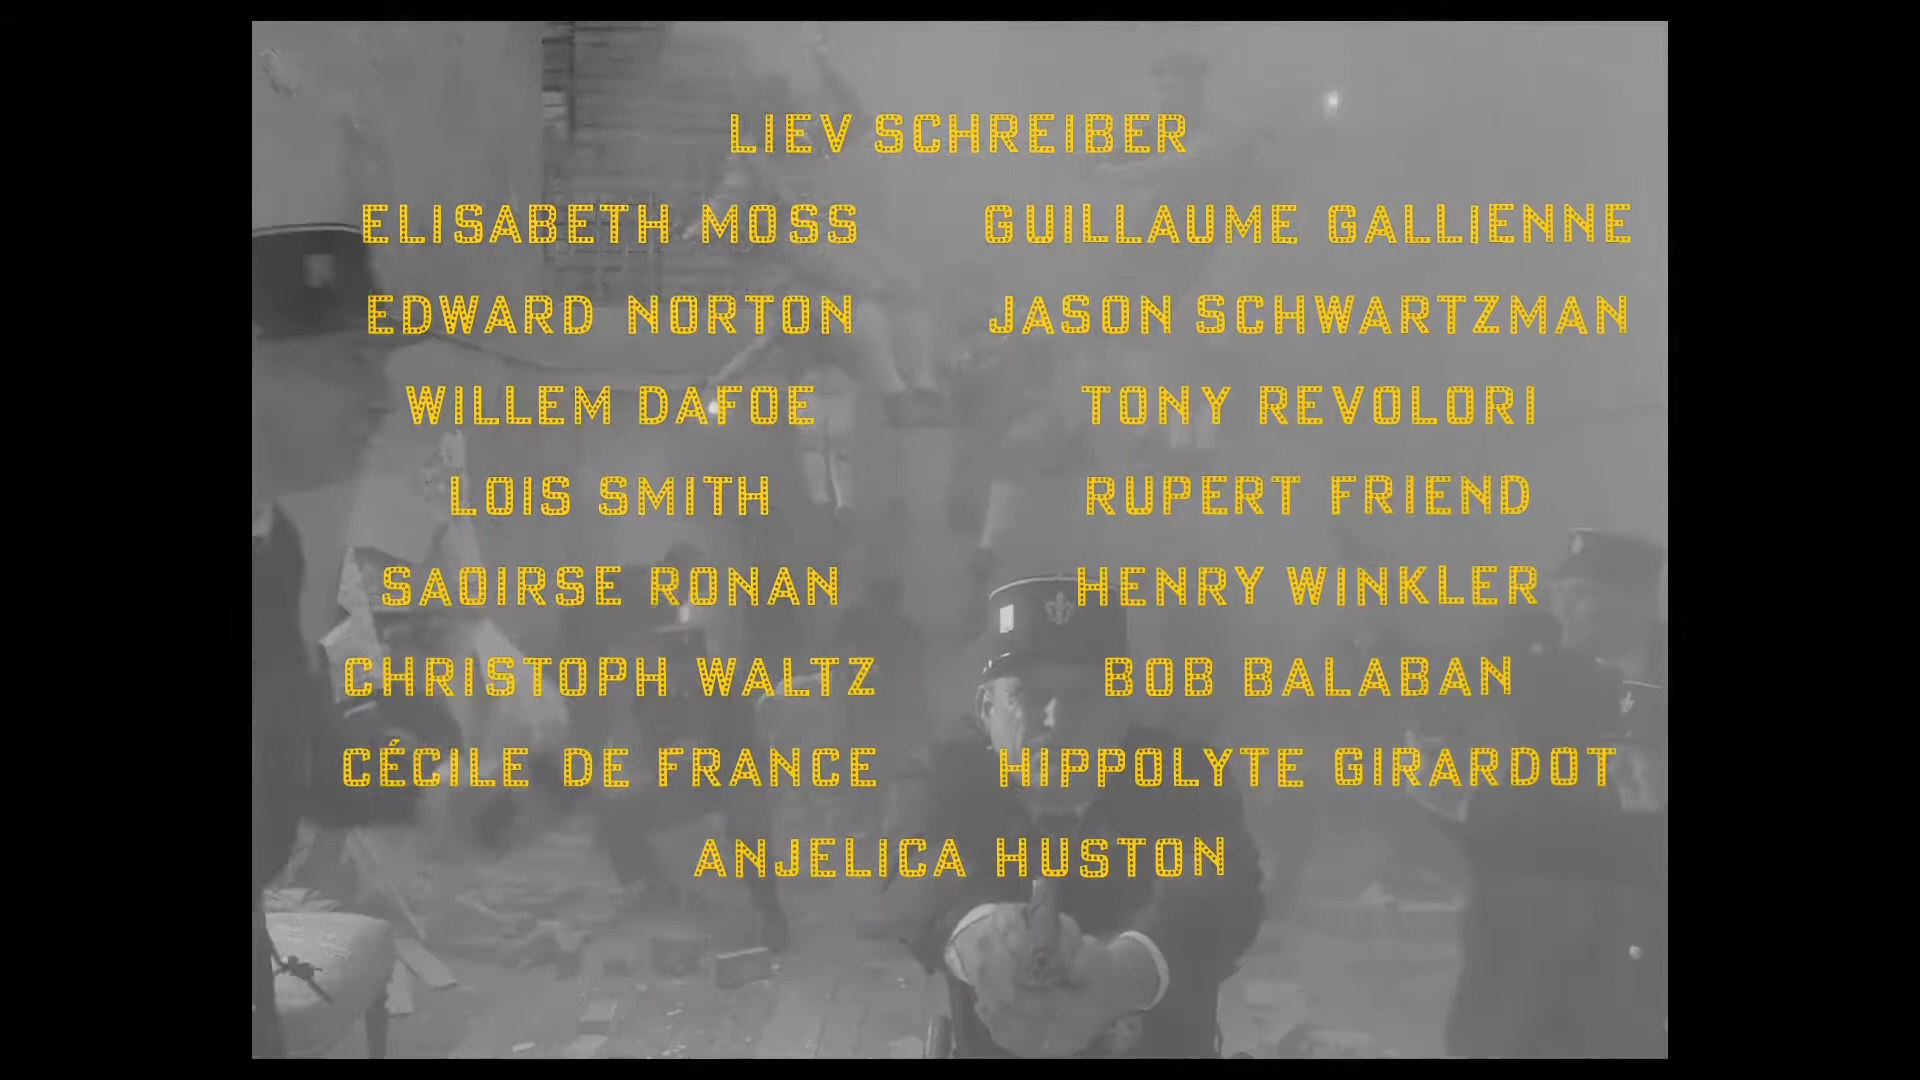 LIEV SCHREIBER
ELISABETH MOSS GUILLAUME GALLIENNE
EDWARD NORTON JASON SCHWARTZMAN
WILLEM DAFOE TONY REVOLORI
LOIS SMITH RUPERT FRIEND
SAOIRSE RONAN HENRY WINKLER
CHRISTOPH WALTZ BOB BALABAN
CÉCILE DE FRANCE HIPPOLYTE GIRARDOT
ANJELICA HUSTON